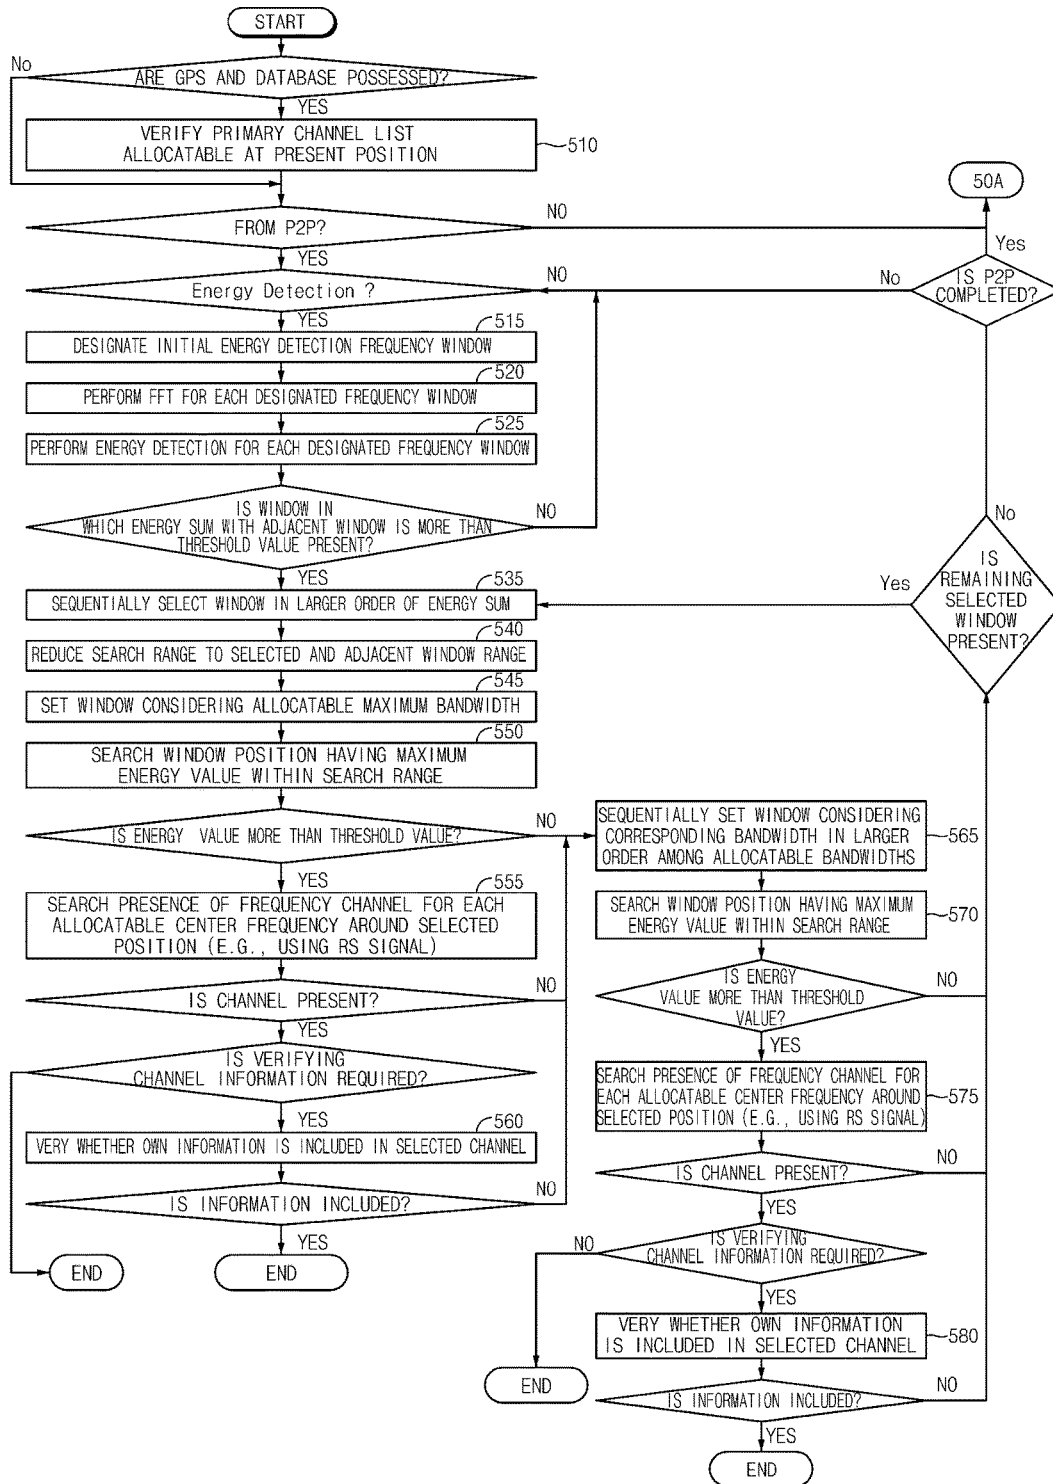 START
No
ARE GPS AND DATABASE POSSESSED?
YES
VERIFY PRIMARY CHANNEL LIST
ALLOCATABLE AT PRESENT POSITION
510
50A
FROM P2P?
NO
YES
Yes
Energy Detection ?
NO
No
IS P2P
COMPLETED?
YES
515
DESIGNATE INITIAL ENERGY DETECTION FREQUENCY WINDOW
520
PERFORM FFT FOR EACH DESIGNATED FREQUENCY WINDOW
525
PERFORM ENERGY DETECTION FOR EACH DESIGNATED FREQUENCY WINDOW
IS WINDOW IN
WHICH ENERGY SUM WITH ADJACENT WINDOW IS MORE THAN
THRESHOLD VALUE PRESENT?
NO
YES
No
IS
REMAINING
SELECTED
WINDOW
PRESENT?
Yes
535
SEQUENTIALLY SELECT WINDOW IN LARGER ORDER OF ENERGY SUM
540
REDUCE SEARCH RANGE TO SELECTED AND ADJACENT WINDOW RANGE
545
SET WINDOW CONSIDERING ALLOCATABLE MAXIMUM BANDWIDTH
550
SEARCH WINDOW POSITION HAVING MAXIMUM
ENERGY VALUE WITHIN SEARCH RANGE
IS ENERGY VALUE MORE THAN THRESHOLD VALUE?
NO
YES
555
SEARCH PRESENCE OF FREQUENCY CHANNEL FOR EACH
ALLOCATABLE CENTER FREQUENCY AROUND SELECTED
POSITION (E.G., USING RS SIGNAL)
IS CHANNEL PRESENT?
NO
YES
IS VERIFYING
CHANNEL INFORMATION REQUIRED?
YES
560
VERY WHETHER OWN INFORMATION IS INCLUDED IN SELECTED CHANNEL
IS INFORMATION INCLUDED?
NO
YES
END
END
SEQUENTIALLY SET WINDOW CONSIDERING
CORRESPONDING BANDWIDTH IN LARGER
ORDER AMONG ALLOCATABLE BANDWIDTHS
565
SEARCH WINDOW POSITION HAVING MAXIMUM
ENERGY VALUE WITHIN SEARCH RANGE
570
IS ENERGY
VALUE MORE THAN THRESHOLD
VALUE?
NO
YES
SEARCH PRESENCE OF FREQUENCY CHANNEL FOR
EACH ALLOCATABLE CENTER FREQUENCY AROUND
SELECTED POSITION (E.G., USING RS SIGNAL)
575
IS CHANNEL PRESENT?
NO
YES
IS VERIFYING
CHANNEL INFORMATION REQUIRED?
NO
YES
VERY WHETHER OWN INFORMATION
IS INCLUDED IN SELECTED CHANNEL
580
END
IS INFORMATION INCLUDED?
NO
YES
END